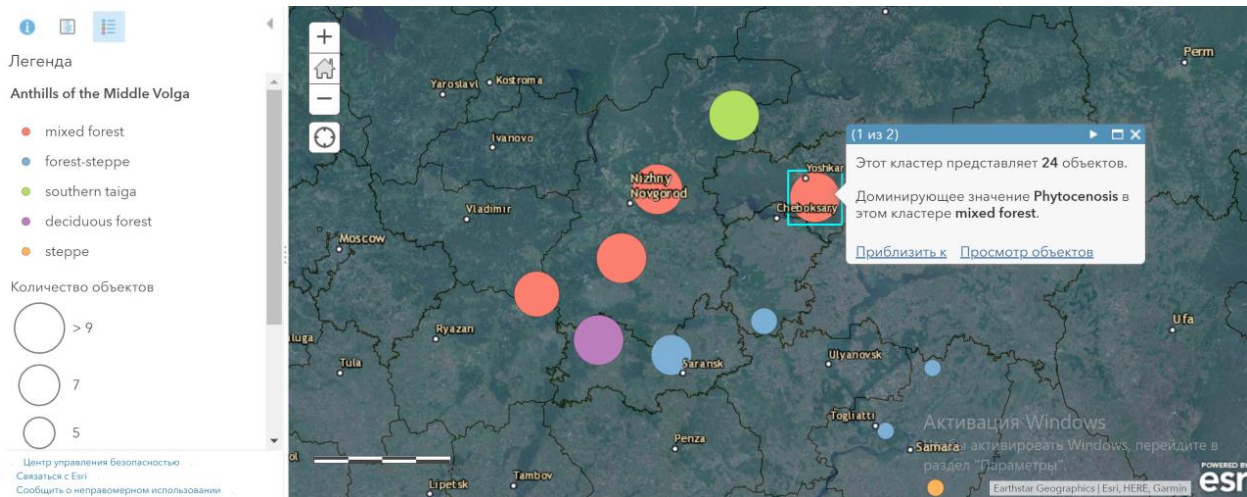 Легенда
Anthills of the Middle Volga
mixed forest
forest-steppe
southern taiga
deciduous forest
steppe
Количество объектов
> 9
7
5
Центр управления безопасностью
Связаться с Esri
Сообщить о неправомерном использовании
+
−
Perm
Yaroslavl
Kostroma
Ivanovo
Nizhny
Novgorod
Vladimir
Moscow
Yoshkar
Cheboksary
(1 из 2)
Этот кластер представляет 24 объектов.
Доминирующее значение Phytocenosis в
этом кластере mixed forest.
Приблизить к Просмотр объектов
Ryazan
Tula
Saransk
Ulyanovsk
Ufa
Togliatti
Samara
Penza
Tambov
Lipetsk
Активация Windows
активировать Windows, перейдите в
раздел "Параметры".
Earthstar Geographics | Esri, HERE, Garmin
POWERED BY
esr